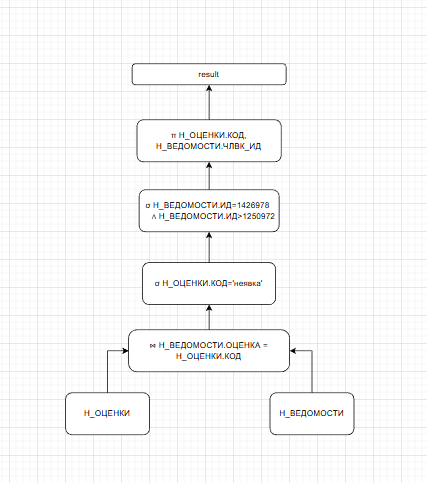 result
π Н_ОЦЕНКИ.КОД,
Н_ВЕДОМОСТИ.ЧЛВК_ИД
σ Н_ВЕДОМОСТИ.ИД=1426978
∧ Н_ВЕДОМОСТИ.ИД>1250972
σ Н_ОЦЕНКИ.КОД='неявка'
⋈ Н_ВЕДОМОСТИ.ОЦЕНКА =
Н_ОЦЕНКИ.КОД
Н_ОЦЕНКИ
Н_ВЕДОМОСТИ